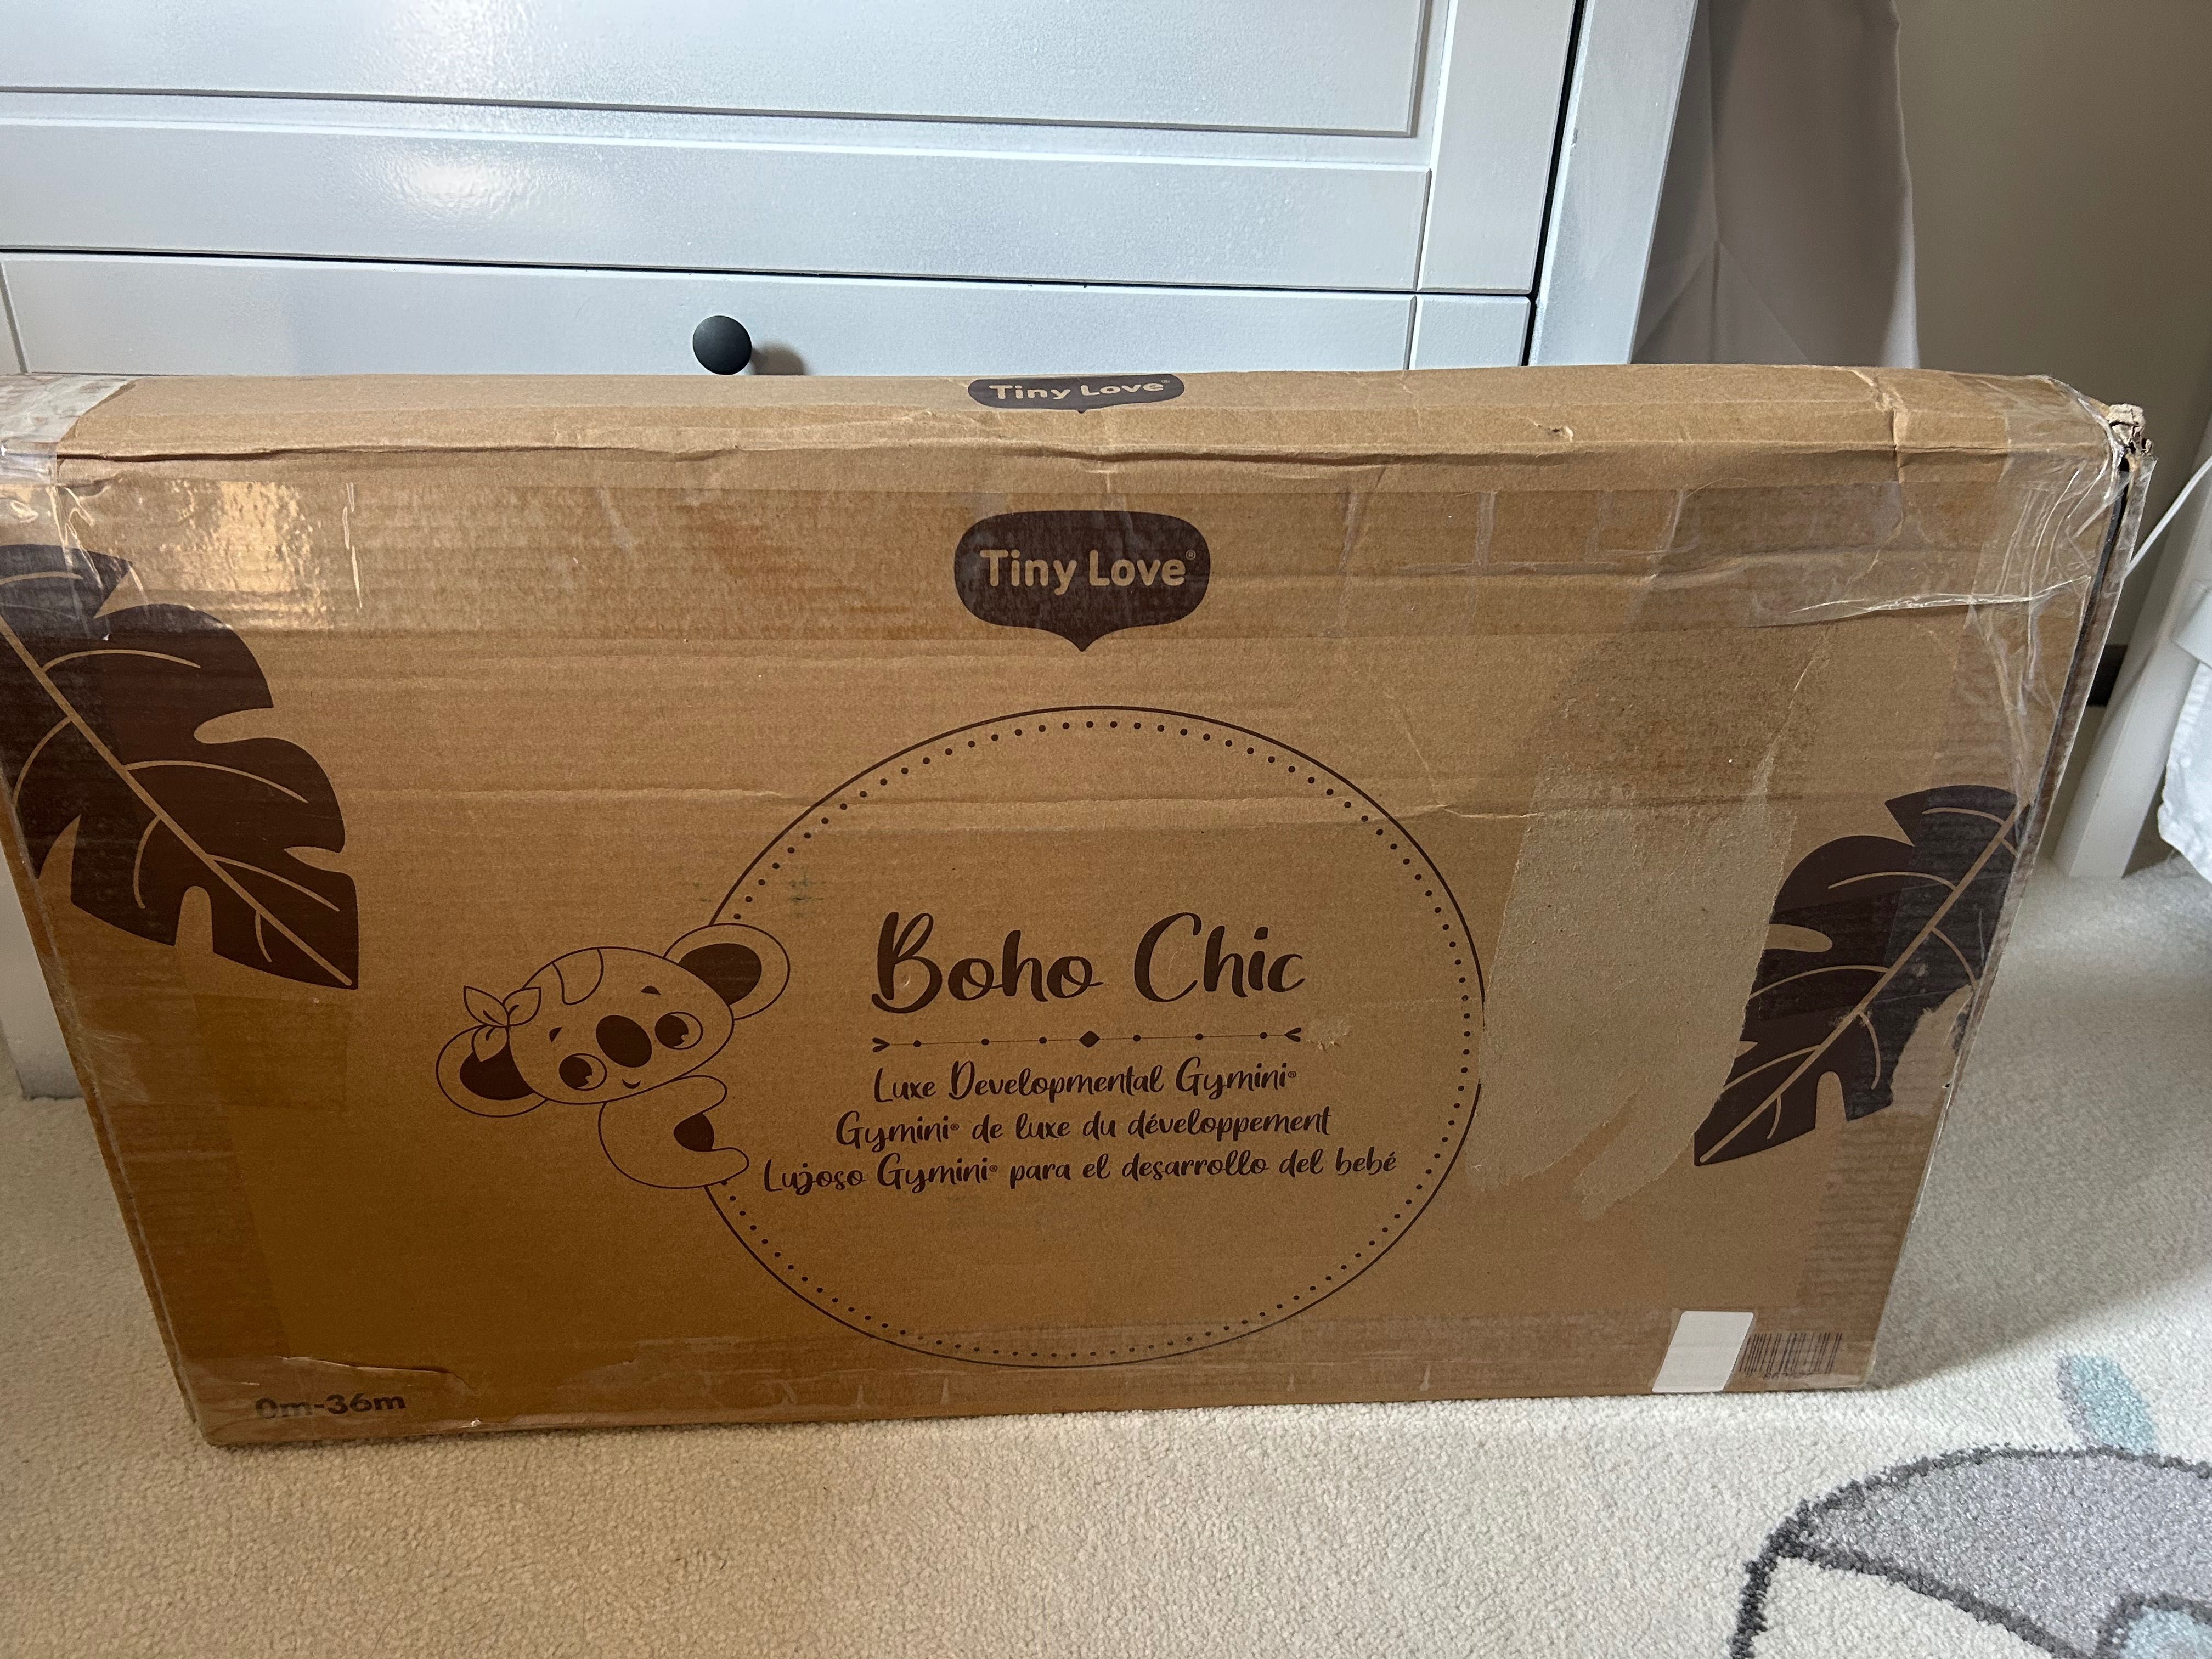 Tiny Love®
Tiny Love®
Boho Chic
Luxe Developmental Gymini®
Gymini® de luxe du développement
Lujoso Gymini® para el desarrollo del bebé
0m-36m